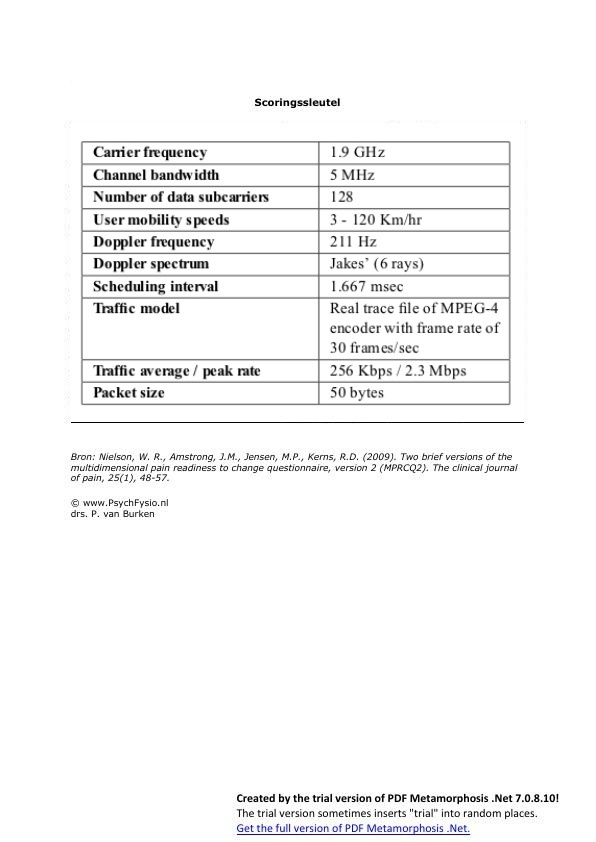 Scoringssleutel
Carrier frequency 1.9 GHz
Channel bandwidth 5 MHz
Number of data subcarriers 128
User mobility speeds 3 - 120 Km/hr
Doppler frequency 211 Hz
Doppler spectrum Jakes' (6 rays)
Scheduling interval 1.667 msec
Traffic model Real trace file of MPEG-4
encoder with frame rate of
30 frames/sec
Traffic average / peak rate 256 Kbps / 2.3 Mbps
Packet size 50 bytes
Bron: Nielson, W. R., Amstrong, J.M., Jensen, M.P., Kerns, R.D. (2009). Two brief versions of the
multidimensional pain readiness to change questionnaire, version 2 (MPRCQ2). The clinical journal
of pain, 25(1), 48-57.
© www.PsychFysio.nl
drs. P. van Burken
Created by the trial version of PDF Metamorphosis .Net 7.0.8.10!
The trial version sometimes inserts "trial" into random places.
Get the full version of PDF Metamorphosis .Net.